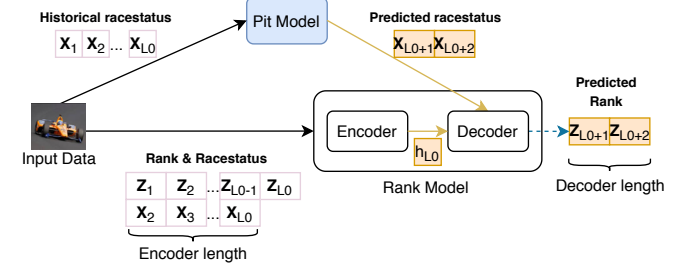 Historical racestatus
X1 X2 ... XL0
Pit Model
Predicted racestatus
XL0+1 XL0+2
Input Data
Encoder
hL0
Decoder
Rank Model
Predicted
Rank
ZL0+1 ZL0+2
Decoder length
Rank & Racestatus
Z1 Z2 ... ZL0-1 ZL0
X2 X3 ... XL0
Encoder length